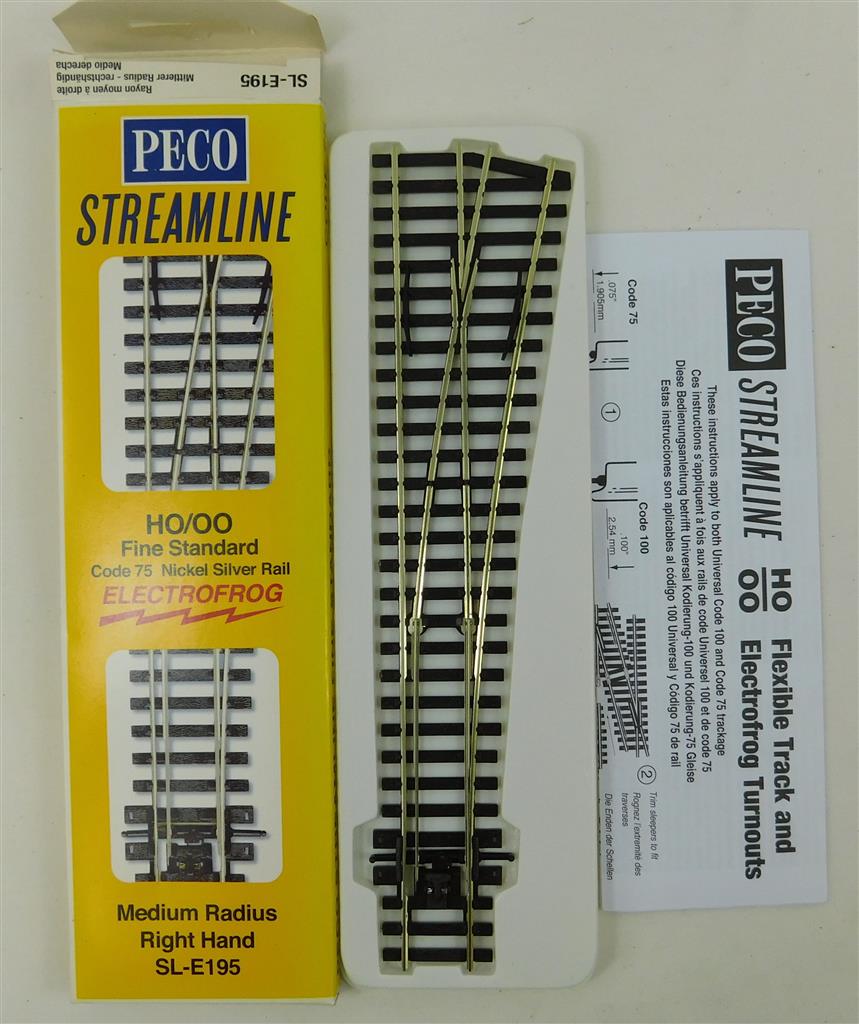 Rayon moyen à droite
Mittlerer Radius - rechtshändig
Medio derecha
SL-E195
PECO
STREAMLINE
HO/OO
Fine Standard
Code 75 Nickel Silver Rail
ELECTROFROG
Medium Radius
Right Hand
SL-E195
PECO STREAMLINE HO/OO Flexible Track and
Electrofrog Turnouts
These instructions apply to both Universal Code 100 and Code 75 trackage
Ces instructions s'appliquent à fois aux rails de code Universel 100 et de code 75
Diese Bedienungsanleitung betrifft Universal Kodierung-100 und Kodierung-75 Gleise
Estas instrucciones son aplicables al código 100 Universal y Código 75 de rail
Code 75
.075"
1.905mm
1
Code 100
.100"
2.54 mm
2
Trim sleepers to fit
Rognez l'extremité des
traverses
Die Enden der Schellen